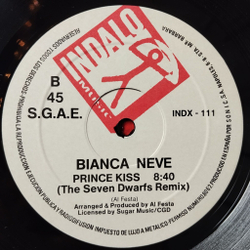 INDALO
MUSIC
B
45
S.G.A.E.
INDX - 111
BIANCA NEVE
PRINCE KISS 8:40
(The Seven Dwarfs Remix)
(Al Festa)
Arranged & Produced by Al Festa
Licensed by Sugar Music/CGD